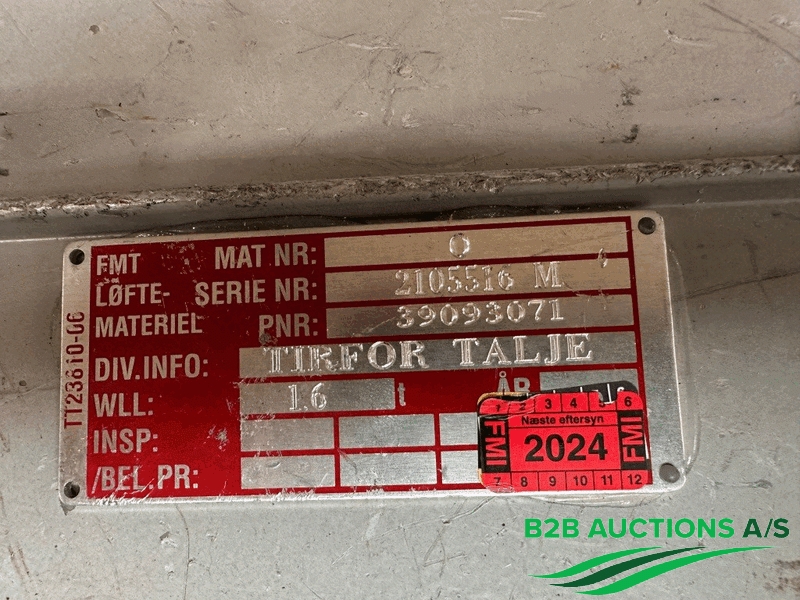 TT23610-06
FMT MAT NR: 0
LØFTE- SERIE NR: 2105516 M
MATERIEL PNR: 39093071
DIV.INFO: TIRFOR TALJE
WLL: 1.6 t ÅR
INSP:
/BEL.PR:
1 2 3 4 6
Næste eftersyn
FMI 2024 FMI
7 8 9 10 11 12
B2B AUCTIONS A/S